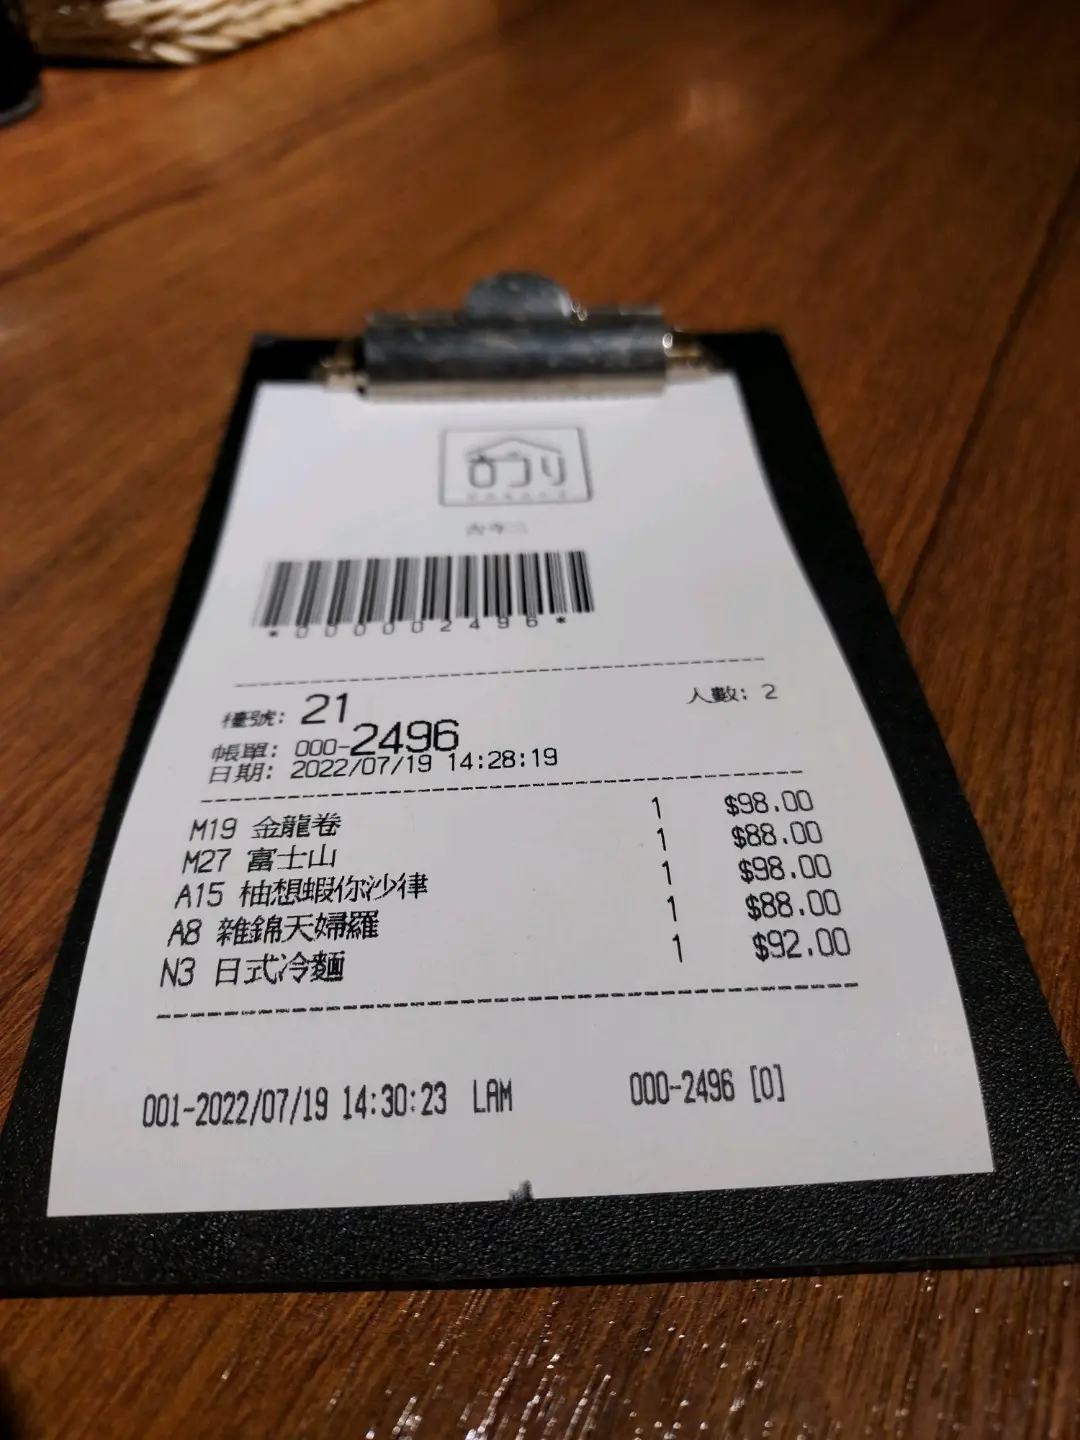 *000002496*
檯號: 21 人數: 2
帳單: 000-2496
日期: 2022/07/19 14:28:19
M19 金龍卷 1 $98.00
M27 富士山 1 $88.00
A15 柚想蝦你沙律 1 $98.00
A8 雜錦天婦羅 1 $88.00
N3 日式冷麵 1 $92.00
001-2022/07/19 14:30:23 LAM 000-2496 [0]